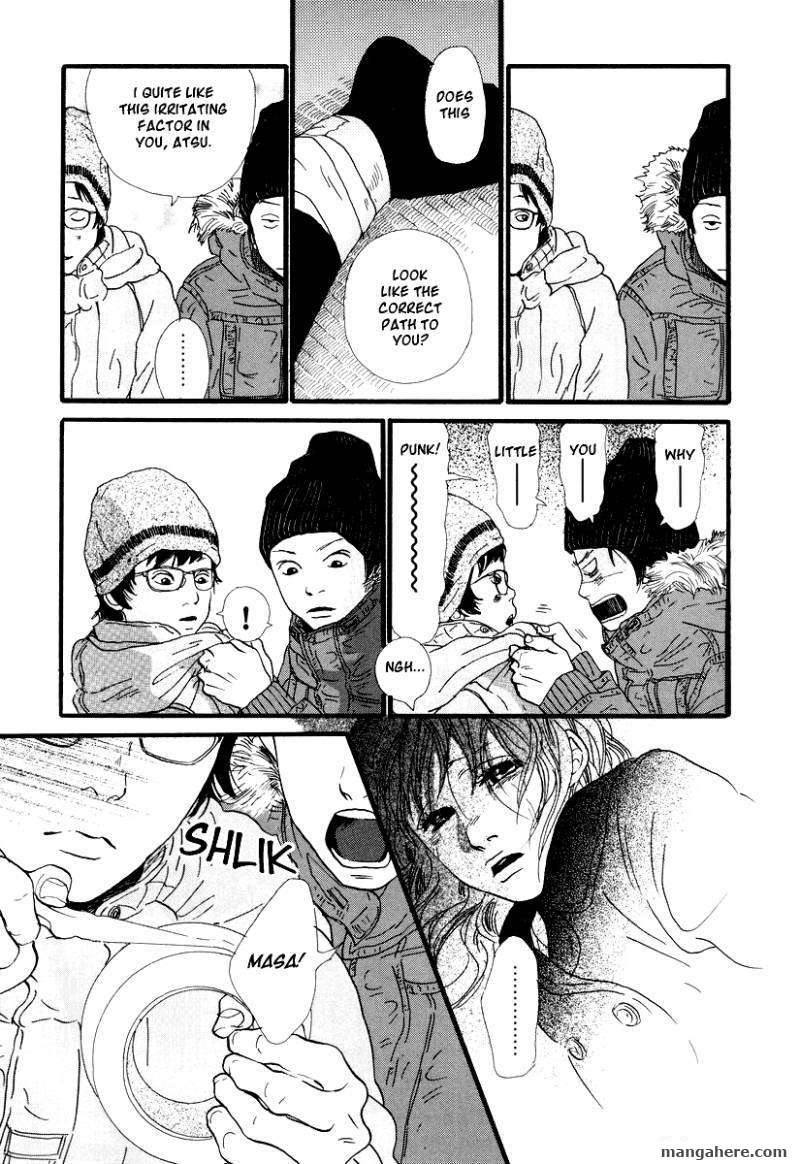 DOES
THIS
LOOK
LIKE THE
CORRECT
PATH TO
YOU?
I QUITE LIKE
THIS IRRITATING
FACTOR IN
YOU, ATSU.
......
WHY
YOU
LITTLE
PUNK!
NGH...
!
..........
SHLIK
MASA!
mangahere.com